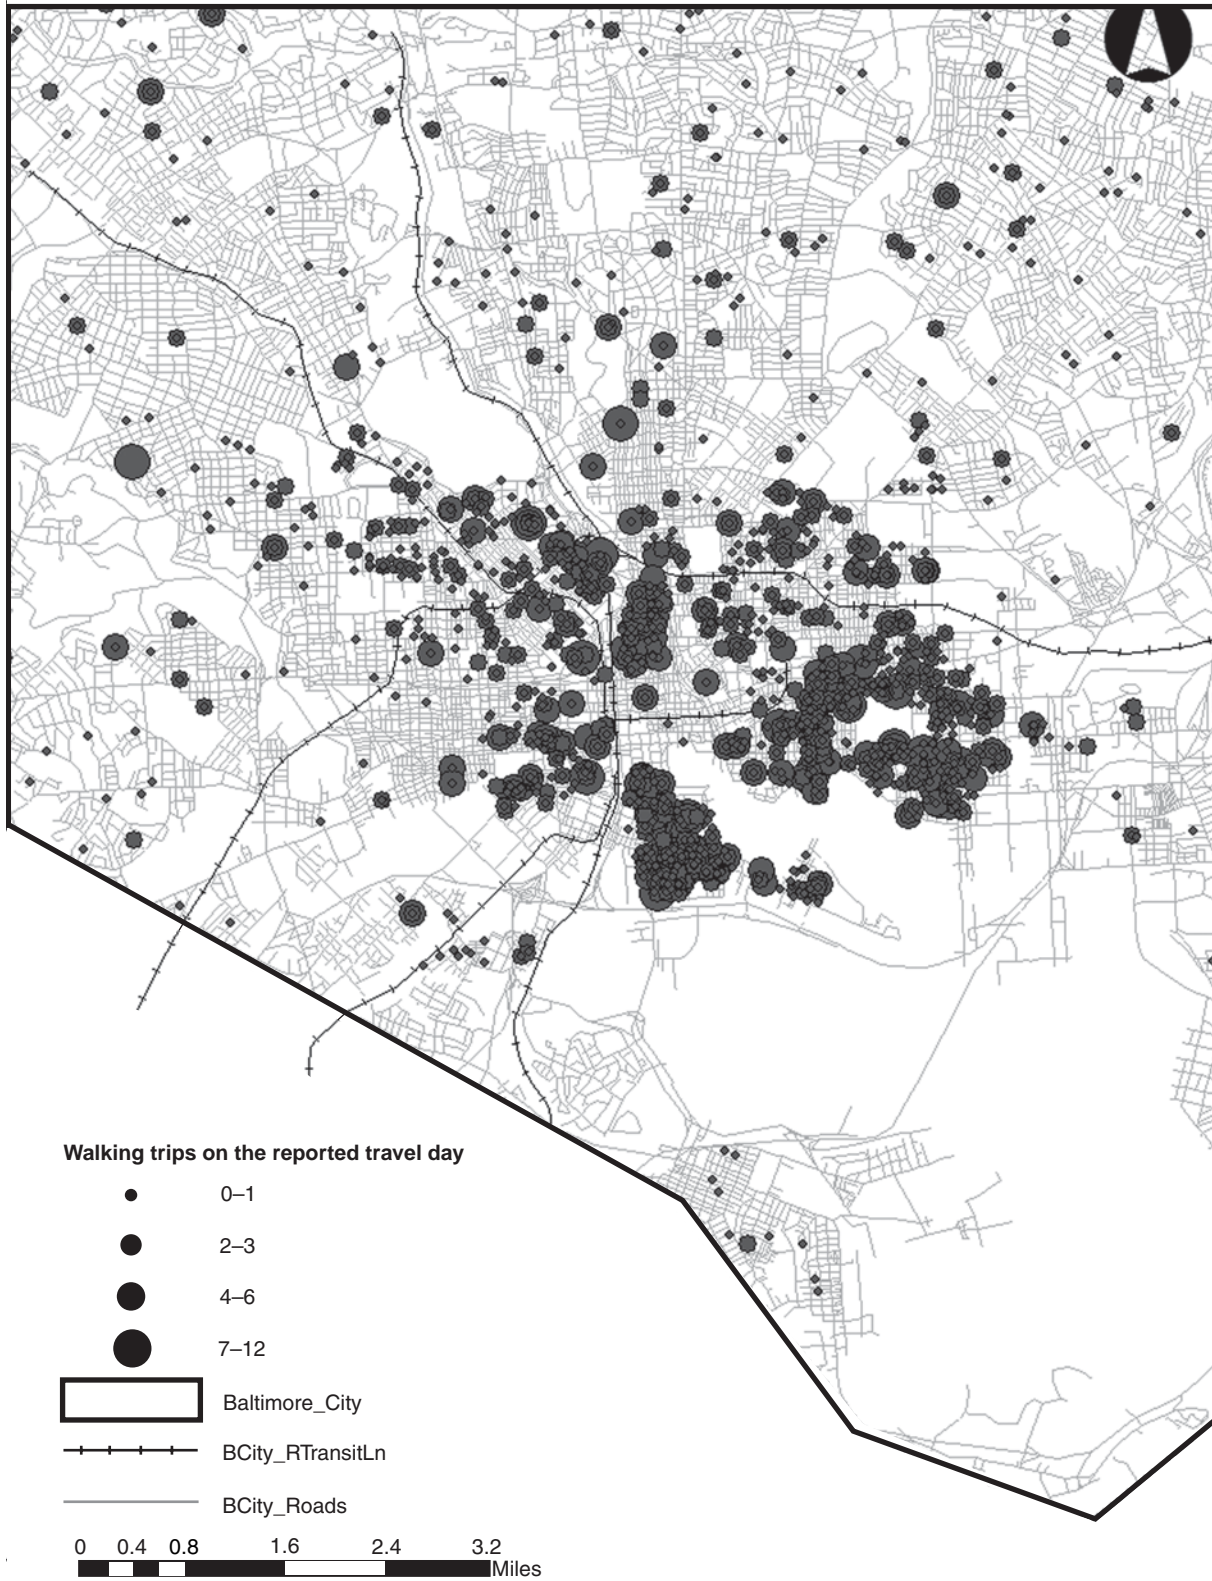 Walking trips on the reported travel day
0–1
2–3
4–6
7–12
Baltimore_City
BCity_RTransitLn
BCity_Roads
0 0.4 0.8 1.6 2.4 3.2
Miles